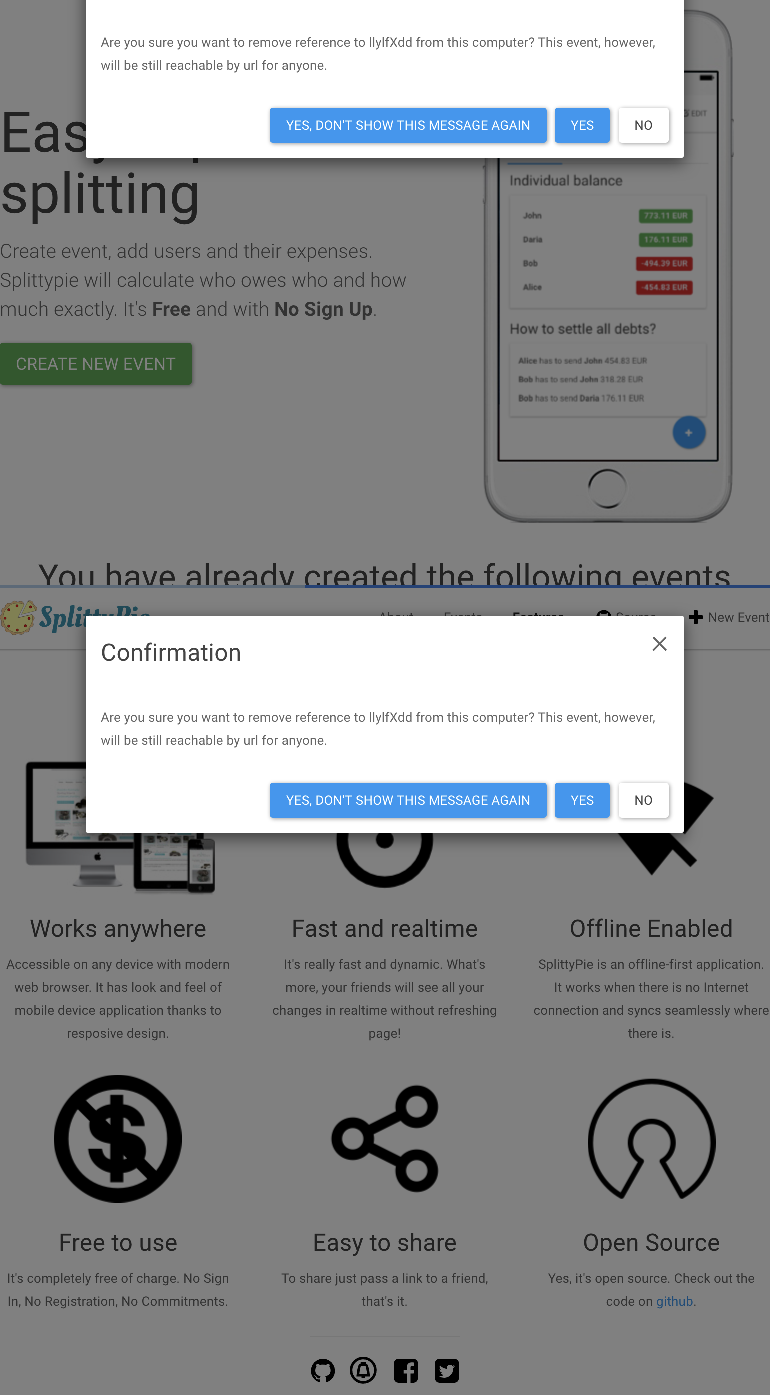 Are you sure you want to remove reference to llyIfXdd from this computer? This event, however,
will be still reachable by url for anyone.
YES, DON'T SHOW THIS MESSAGE AGAIN
YES
NO
EDIT
splitting
Create event, add users and their expenses.
Splittypie will calculate who owes who and how
much exactly. It's Free and with No Sign Up.
CREATE NEW EVENT
Individual balance
John 773.11 EUR
Daria 176.11 EUR
Bob -494.39 EUR
Alice -454.83 EUR
How to settle all debts?
Alice has to send John 454.83 EUR
Bob has to send John 318.28 EUR
Bob has to send Daria 176.11 EUR
+
You have already created the following events
SplittyPie
About
Events
Features
Source
New Event
Confirmation
Are you sure you want to remove reference to llyIfXdd from this computer? This event, however,
will be still reachable by url for anyone.
YES, DON'T SHOW THIS MESSAGE AGAIN
YES
NO
Works anywhere
Accessible on any device with modern
web browser. It has look and feel of
mobile device application thanks to
resposive design.
Fast and realtime
It's really fast and dynamic. What's
more, your friends will see all your
changes in realtime without refreshing
page!
Offline Enabled
SplittyPie is an offline-first application.
It works when there is no Internet
connection and syncs seamlessly where
there is.
Free to use
It's completely free of charge. No Sign
In, No Registration, No Commitments.
Easy to share
To share just pass a link to a friend,
that's it.
Open Source
Yes, it's open source. Check out the
code on github.